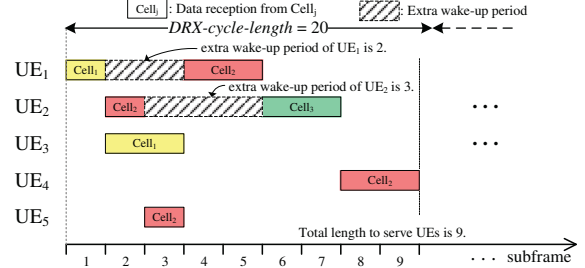 Cellⱼ : Data reception from Cellⱼ : Extra wake-up period
DRX-cycle-length = 20
extra wake-up period of UE₁ is 2.
UE₁ Cell₁ Cell₂
extra wake-up period of UE₂ is 3.
UE₂ Cell₂ Cell₃ ...
UE₃ Cell₁ ...
UE₄ Cell₂
UE₅ Cell₂
Total length to serve UEs is 9.
1 2 3 4 5 6 7 8 9 ... subframe